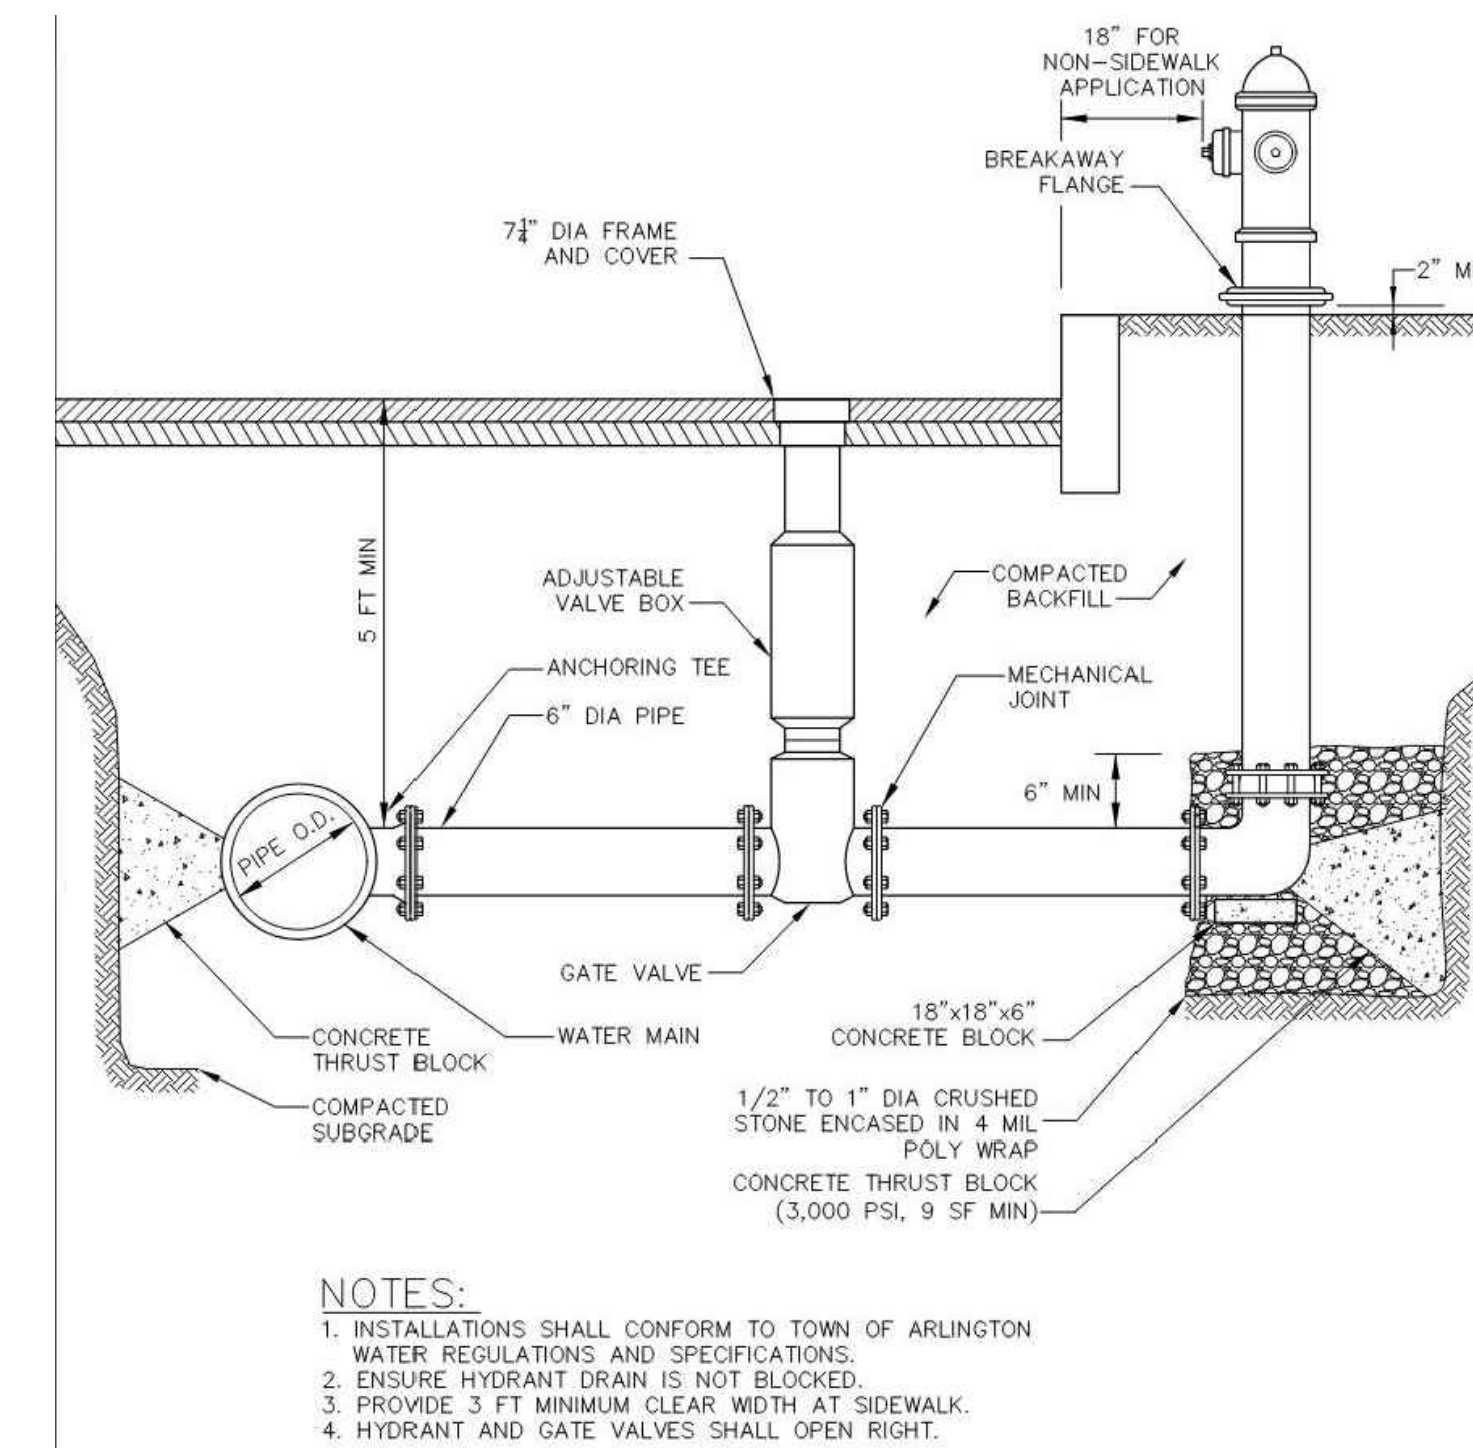 18” FOR
NON-SIDEWALK
APPLICATION
BREAKAWAY
FLANGE
7¼” DIA FRAME
AND COVER
2” M
5 FT MIN
ADJUSTABLE
VALVE BOX
COMPACTED
BACKFILL
ANCHORING TEE
6” DIA PIPE
MECHANICAL
JOINT
6” MIN
PIPE O.D.
GATE VALVE
WATER MAIN
CONCRETE
THRUST BLOCK
COMPACTED
SUBGRADE
18”x18”x6”
CONCRETE BLOCK
1/2” TO 1” DIA CRUSHED
STONE ENCASED IN 4 MIL
POLY WRAP
CONCRETE THRUST BLOCK
(3,000 PSI, 9 SF MIN)
NOTES:
1. INSTALLATIONS SHALL CONFORM TO TOWN OF ARLINGTON
WATER REGULATIONS AND SPECIFICATIONS.
2. ENSURE HYDRANT DRAIN IS NOT BLOCKED.
3. PROVIDE 3 FT MINIMUM CLEAR WIDTH AT SIDEWALK.
4. HYDRANT AND GATE VALVES SHALL OPEN RIGHT.